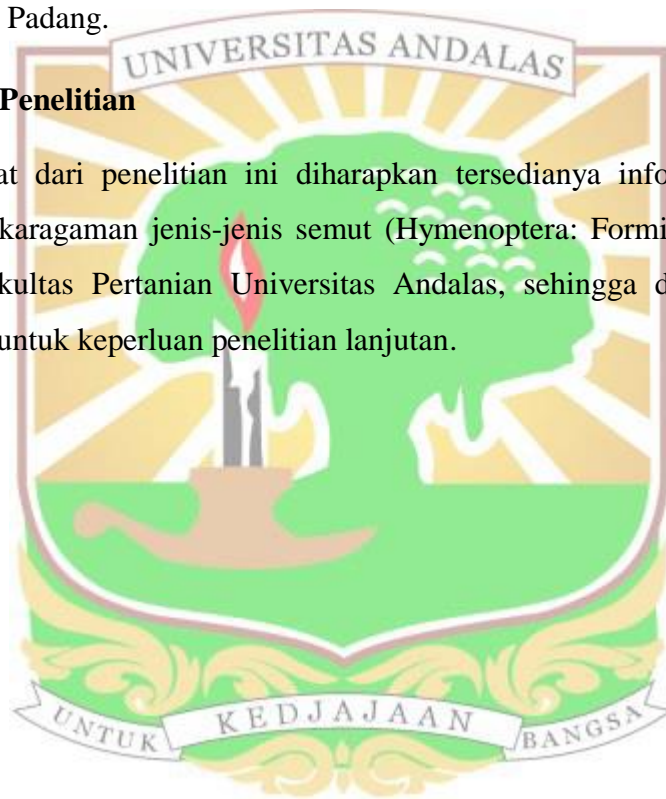 Padang.
UNIVERSITAS ANDALAS
Penelitian
at dari penelitian ini diharapkan tersedianya info
karagaman jenis-jenis semut (Hymenoptera: Formi
kultas Pertanian Universitas Andalas, sehingga d
untuk keperluan penelitian lanjutan.
UNTUK KEDJAJAAN BANGSA